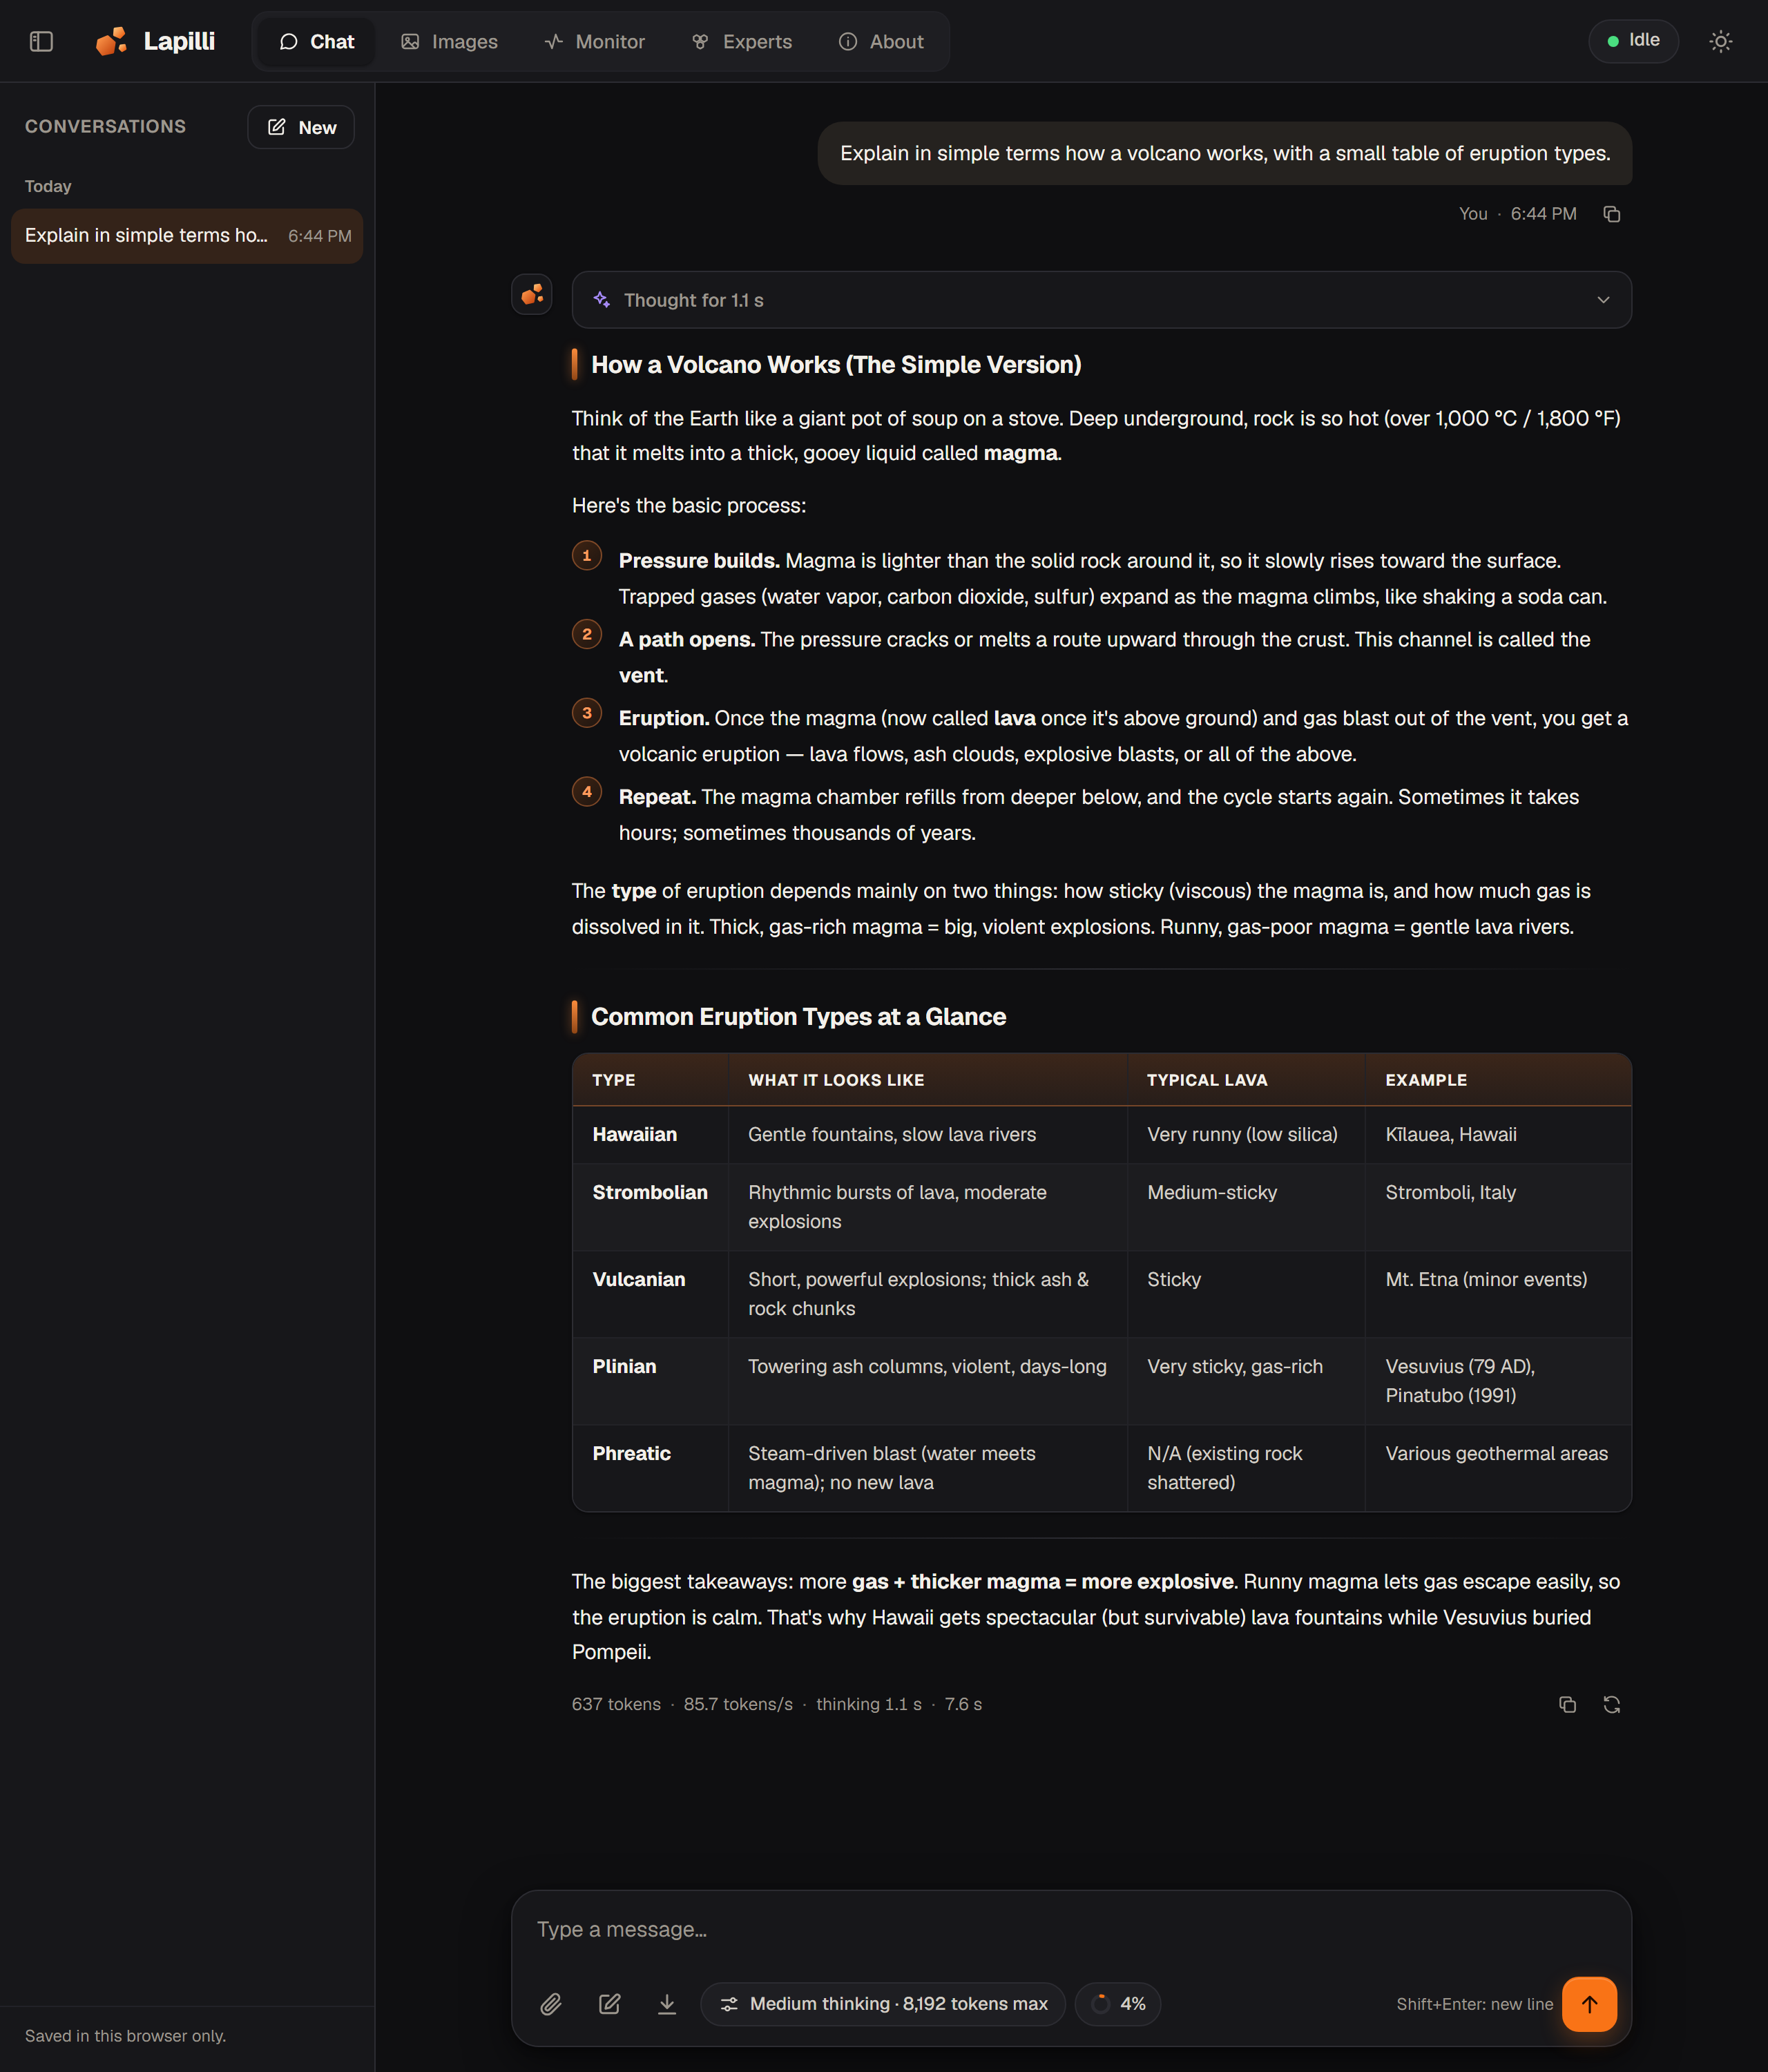 Lapilli
Chat
Images
Monitor
Experts
About
Idle
CONVERSATIONS
New
Today
Explain in simple terms ho... 6:44 PM
Saved in this browser only.
Explain in simple terms how a volcano works, with a small table of eruption types.
You · 6:44 PM
Thought for 1.1 s
How a Volcano Works (The Simple Version)
Think of the Earth like a giant pot of soup on a stove. Deep underground, rock is so hot (over 1,000 °C / 1,800 °F)
that it melts into a thick, gooey liquid called magma.
Here's the basic process:
1 Pressure builds. Magma is lighter than the solid rock around it, so it slowly rises toward the surface.
Trapped gases (water vapor, carbon dioxide, sulfur) expand as the magma climbs, like shaking a soda can.
2 A path opens. The pressure cracks or melts a route upward through the crust. This channel is called the
vent.
3 Eruption. Once the magma (now called lava once it's above ground) and gas blast out of the vent, you get a
volcanic eruption — lava flows, ash clouds, explosive blasts, or all of the above.
4 Repeat. The magma chamber refills from deeper below, and the cycle starts again. Sometimes it takes
hours; sometimes thousands of years.
The type of eruption depends mainly on two things: how sticky (viscous) the magma is, and how much gas is
dissolved in it. Thick, gas-rich magma = big, violent explosions. Runny, gas-poor magma = gentle lava rivers.
Common Eruption Types at a Glance
TYPE WHAT IT LOOKS LIKE TYPICAL LAVA EXAMPLE
Hawaiian Gentle fountains, slow lava rivers Very runny (low silica) Kīlauea, Hawaii
Strombolian Rhythmic bursts of lava, moderate Medium-sticky Stromboli, Italy
explosions
Vulcanian Short, powerful explosions; thick ash & Sticky Mt. Etna (minor events)
rock chunks
Plinian Towering ash columns, violent, days-long Very sticky, gas-rich Vesuvius (79 AD),
Pinatubo (1991)
Phreatic Steam-driven blast (water meets N/A (existing rock Various geothermal areas
magma); no new lava shattered)
The biggest takeaways: more gas + thicker magma = more explosive. Runny magma lets gas escape easily, so
the eruption is calm. That's why Hawaii gets spectacular (but survivable) lava fountains while Vesuvius buried
Pompeii.
637 tokens · 85.7 tokens/s · thinking 1.1 s · 7.6 s
Type a message...
Medium thinking · 8,192 tokens max
4%
Shift+Enter: new line